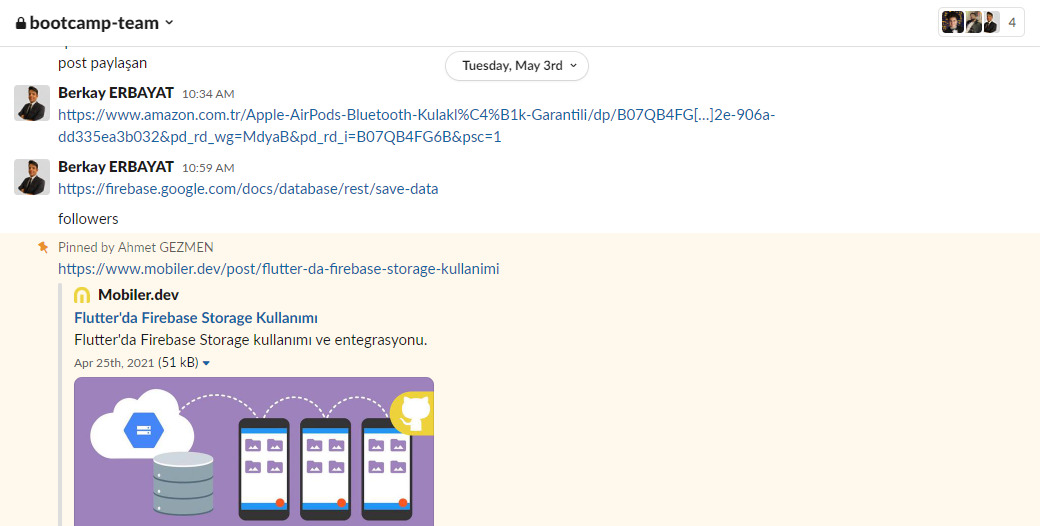 bootcamp-team
4
post paylaşan
Tuesday, May 3rd
Berkay ERBAYAT 10:34 AM
https://www.amazon.com.tr/Apple-AirPods-Bluetooth-Kulakl%C4%B1k-Garantili/dp/B07QB4FG[...]2e-906a-
dd335ea3b032&pd_rd_wg=MdyaB&pd_rd_i=B07QB4FG6B&psc=1
Berkay ERBAYAT 10:59 AM
https://firebase.google.com/docs/database/rest/save-data
followers
Pinned by Ahmet GEZMEN
https://www.mobiler.dev/post/flutter-da-firebase-storage-kullanimi
Mobiler.dev
Flutter'da Firebase Storage Kullanımı
Flutter'da Firebase Storage kullanımı ve entegrasyonu.
Apr 25th, 2021 (51 kB)